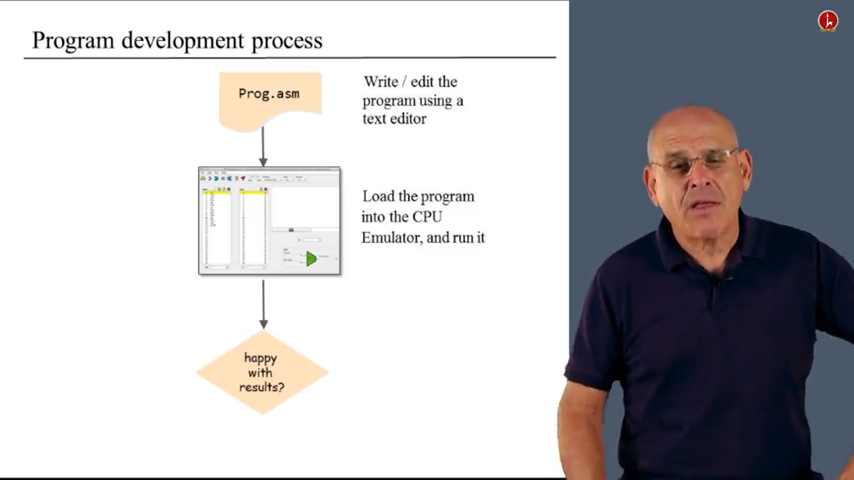 Program development process
Prog.asm
Write / edit the
program using a
text editor
Load the program
into the CPU
Emulator, and run it
happy
with
results?